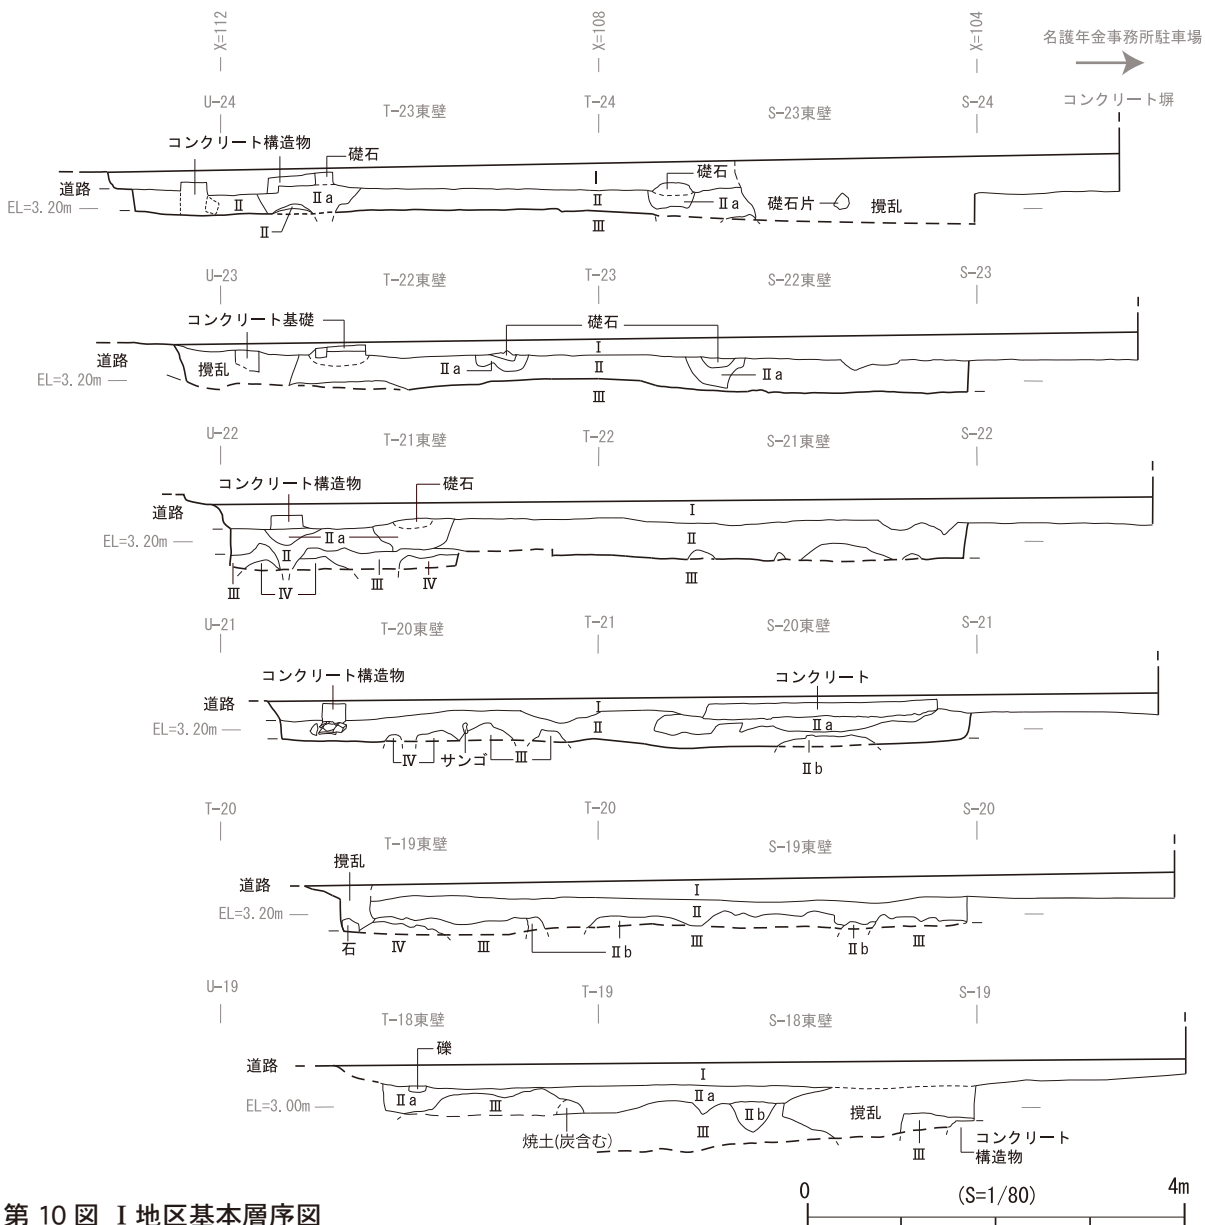 X=112 X=108 X=104
名護年金事務所駐車場
U-24 T-23東壁 T-24 S-23東壁 S-24 コンクリート塀
コンクリート構造物 礎石
道路 礎石 Ⅰ
EL=3.20m Ⅱ Ⅱa Ⅱ Ⅱa 礎石片 攪乱
Ⅱ Ⅲ
U-23 T-22東壁 T-23 S-22東壁 S-23
コンクリート基礎 礎石
道路 Ⅰ
攪乱 Ⅱa Ⅱ Ⅱa
EL=3.20m Ⅲ
U-22 T-21東壁 T-22 S-21東壁 S-22
コンクリート構造物 礎石
道路 Ⅰ
EL=3.20m Ⅱa Ⅱ
Ⅱ Ⅲ
Ⅲ Ⅳ Ⅲ Ⅳ
U-21 T-20東壁 T-21 S-20東壁 S-21
コンクリート構造物 コンクリート
道路 Ⅰ
EL=3.20m Ⅱ Ⅱa
Ⅳ サンゴ Ⅲ Ⅱb
T-20 T-19東壁 T-20 S-19東壁 S-20
攪乱
道路 Ⅰ
EL=3.20m Ⅱ
石 Ⅳ Ⅲ Ⅱb Ⅲ Ⅱb Ⅲ
U-19 T-18東壁 T-19 S-18東壁 S-19
礫
道路 Ⅰ
EL=3.00m Ⅱa Ⅲ Ⅱa Ⅱb 攪乱
焼土(炭含む) Ⅲ Ⅲ コンクリート
構造物
0 (S=1/80) 4m
第 10 図 Ⅰ地区基本層序図